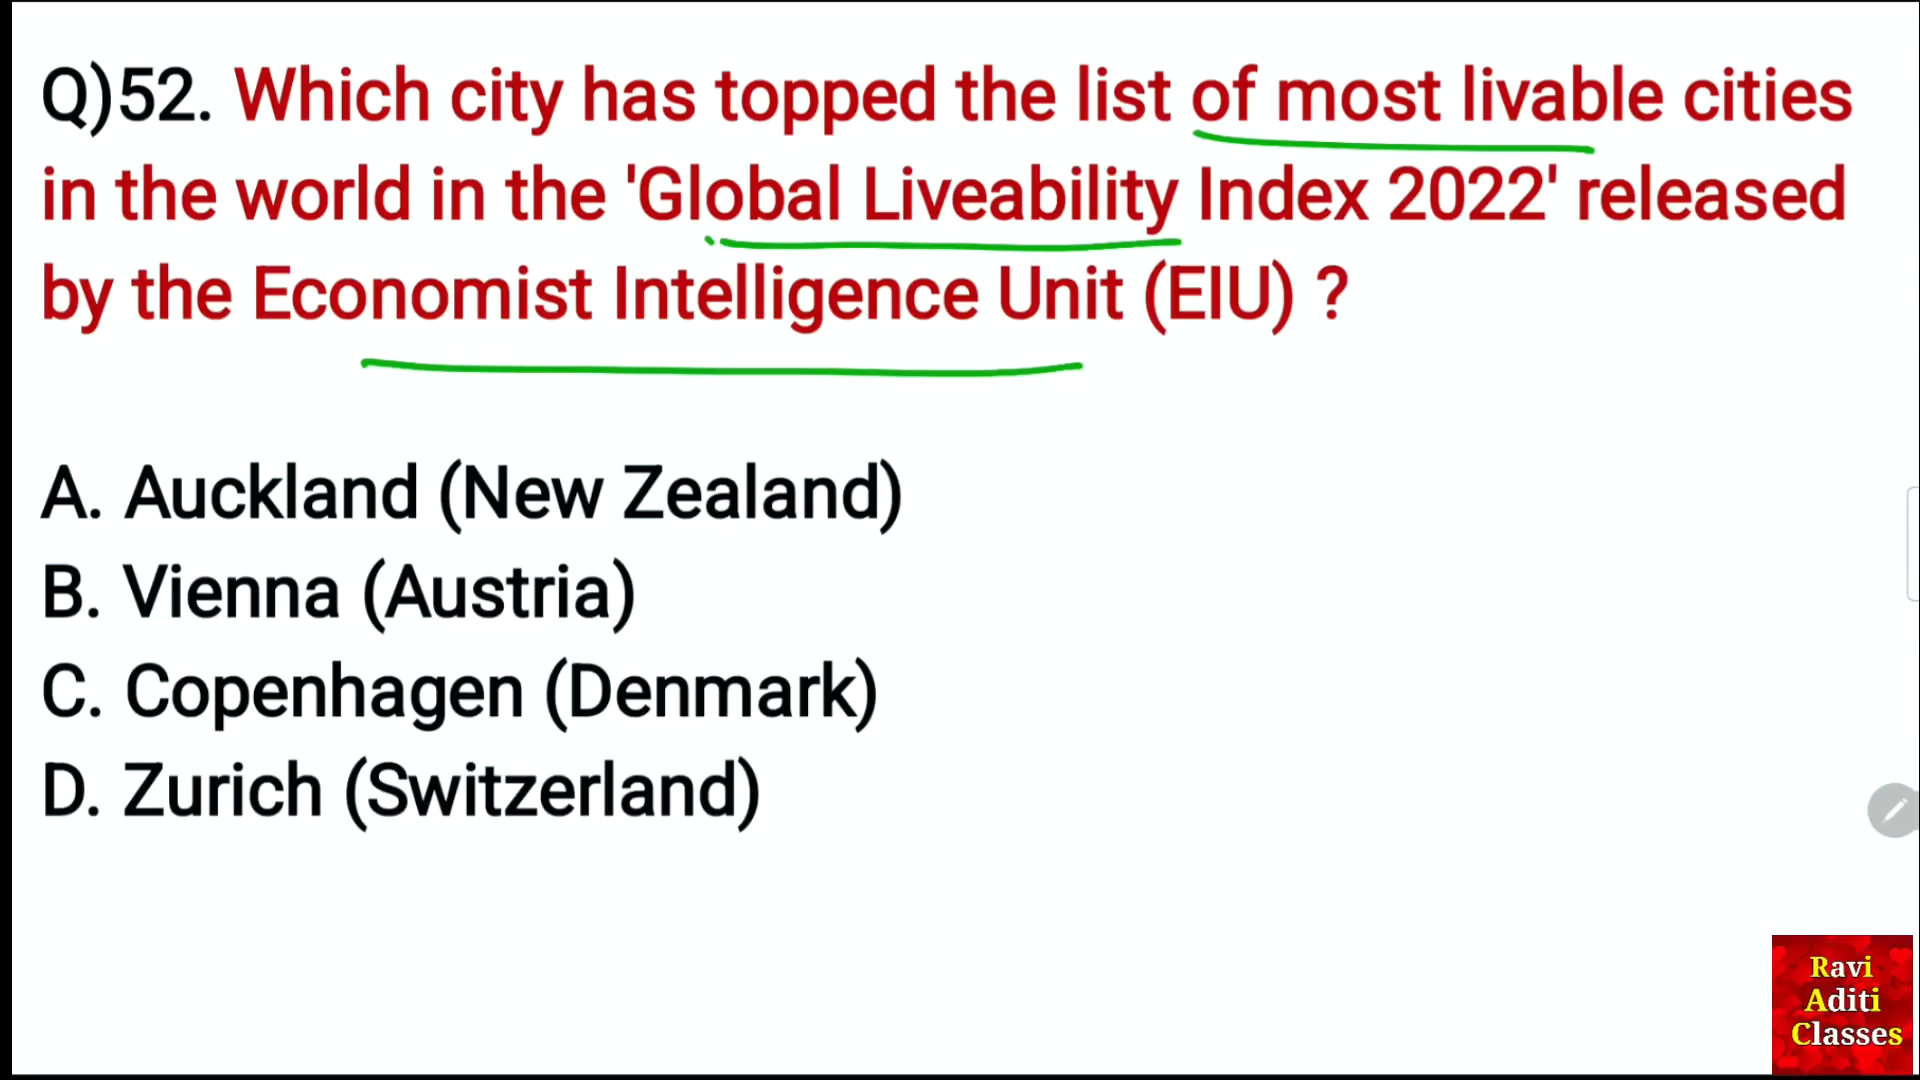 Q)52. Which city has topped the list of most livable cities
in the world in the 'Global Liveability Index 2022' released
by the Economist Intelligence Unit (EIU) ?
A. Auckland (New Zealand)
B. Vienna (Austria)
C. Copenhagen (Denmark)
D. Zurich (Switzerland)
Ravi
Aditi
Classes